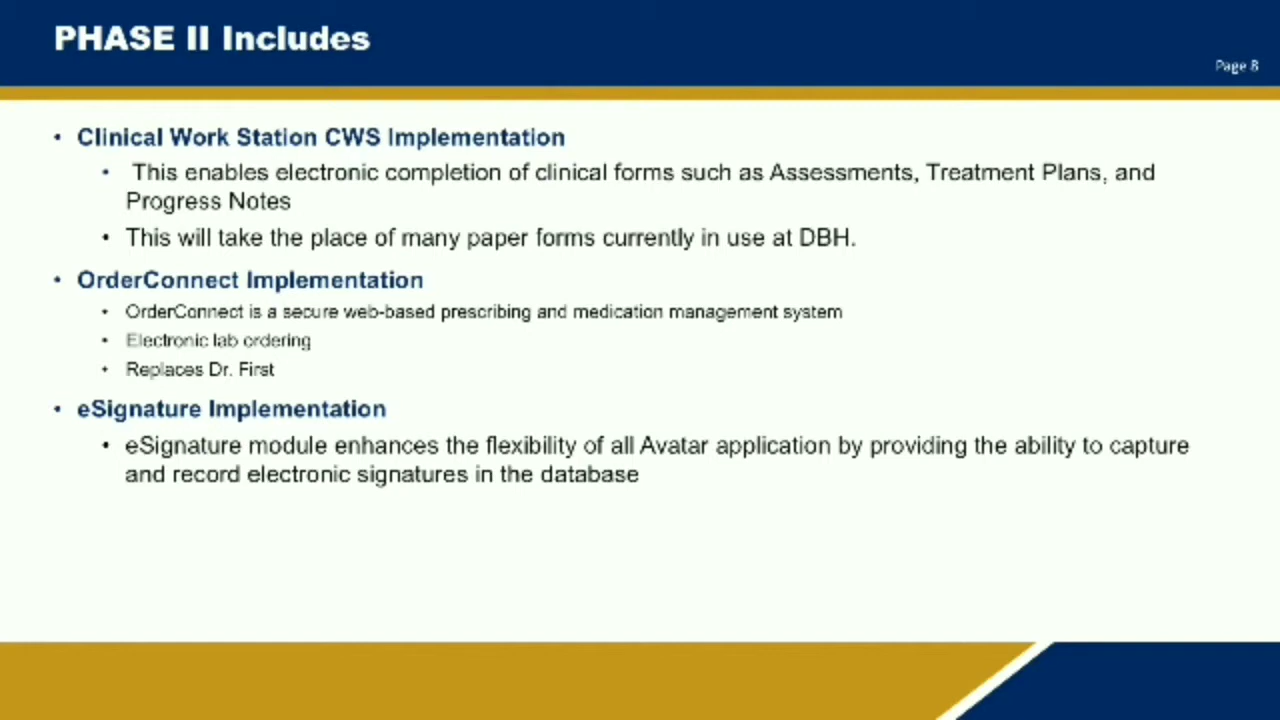 PHASE II Includes
Page 8
• Clinical Work Station CWS Implementation
• This enables electronic completion of clinical forms such as Assessments, Treatment Plans, and
Progress Notes
• This will take the place of many paper forms currently in use at DBH.
• OrderConnect Implementation
• OrderConnect is a secure web-based prescribing and medication management system
• Electronic lab ordering
• Replaces Dr. First
• eSignature Implementation
• eSignature module enhances the flexibility of all Avatar application by providing the ability to capture
and record electronic signatures in the database